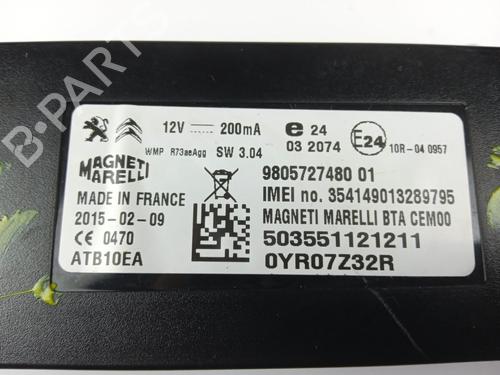 12V 200mA
e 24
03 2074
E24
10R-04 0957
WMP R73aeAgg SW 3.04
MAGNETI
MARELLI
9805727480 01
IMEI no. 354149013289795
MADE IN FRANCE
2015-02-09
MAGNETI MARELLI BTA CEM00
CE 0470
503551121211
ATB10EA
0YR07Z32R
B-PARTS